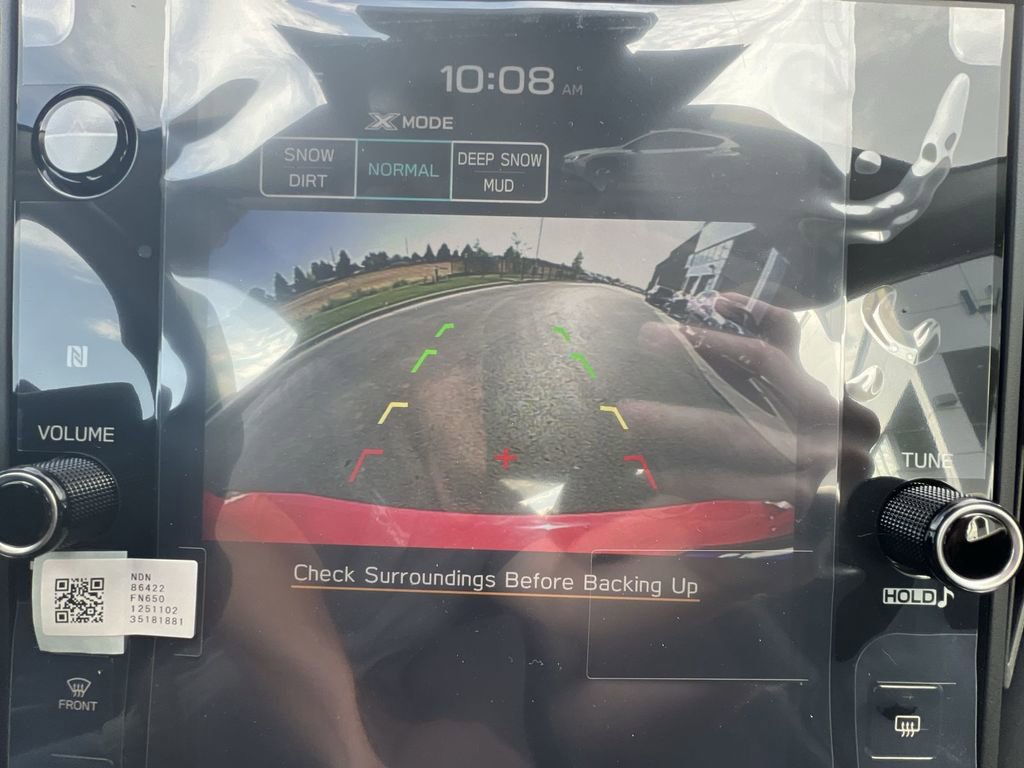 10:08 AM
X MODE
SNOW
DIRT
NORMAL
DEEP SNOW
MUD
VOLUME
TUNE
NDN
86422
FN650
1251102
35181881
Check Surroundings Before Backing Up
HOLD
FRONT